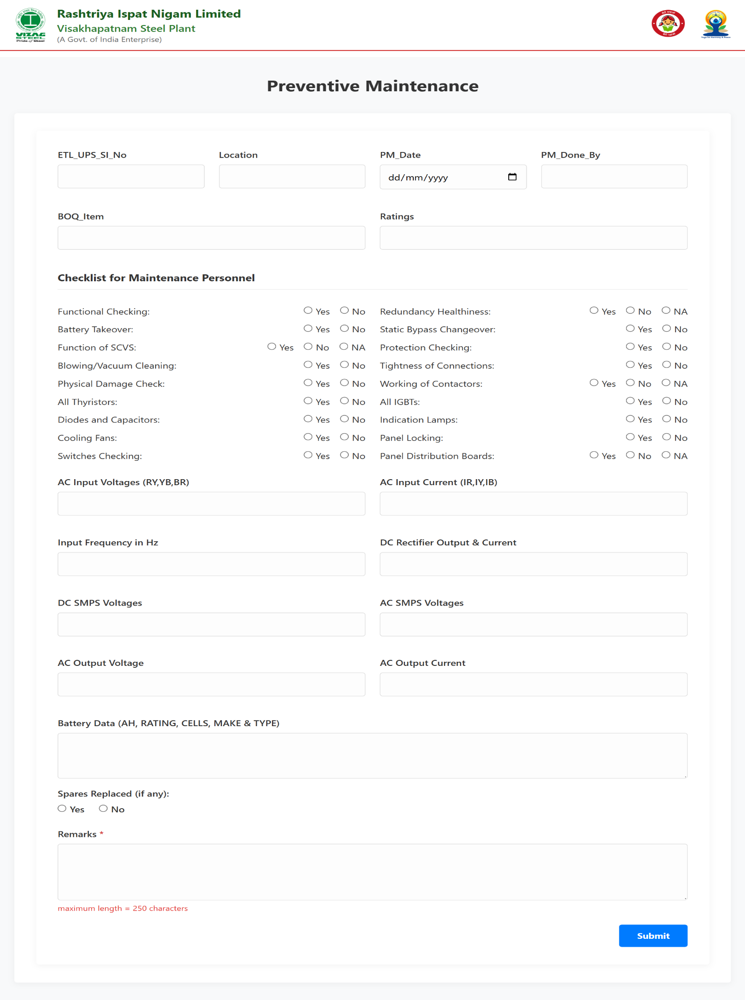 VIZAG
STEEL
Pride of Steel
Rashtriya Ispat Nigam Limited
Visakhapatnam Steel Plant
(A Govt. of India Enterprise)
Yoga for Harmony & Peace
Preventive Maintenance
ETL_UPS_SI_No Location PM_Date PM_Done_By
dd/mm/yyyy
BOQ_Item Ratings
Checklist for Maintenance Personnel
Functional Checking: Yes No Redundancy Healthiness: Yes No NA
Battery Takeover: Yes No Static Bypass Changeover: Yes No
Function of SCVS: Yes No NA Protection Checking: Yes No
Blowing/Vacuum Cleaning: Yes No Tightness of Connections: Yes No
Physical Damage Check: Yes No Working of Contactors: Yes No NA
All Thyristors: Yes No All IGBTs: Yes No
Diodes and Capacitors: Yes No Indication Lamps: Yes No
Cooling Fans: Yes No Panel Locking: Yes No
Switches Checking: Yes No Panel Distribution Boards: Yes No NA
AC Input Voltages (RY,YB,BR) AC Input Current (IR,IY,IB)
Input Frequency in Hz DC Rectifier Output & Current
DC SMPS Voltages AC SMPS Voltages
AC Output Voltage AC Output Current
Battery Data (AH, RATING, CELLS, MAKE & TYPE)
Spares Replaced (if any):
Yes No
Remarks *
maximum length = 250 characters
Submit